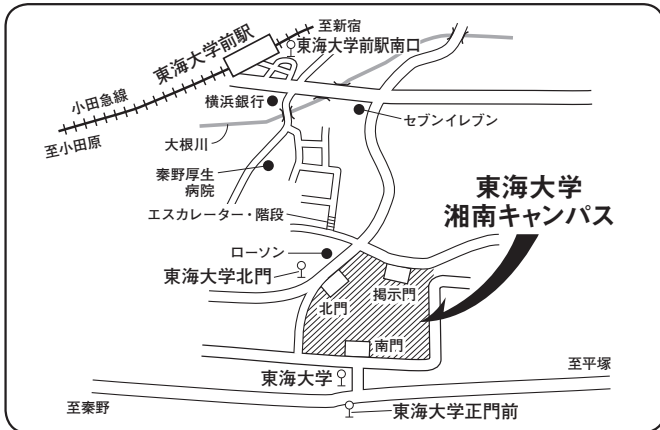 至新宿
東海大学前駅
東海大学前駅南口
小田急線
横浜銀行
セブンイレブン
至小田原
大根川
秦野厚生
病院
東海大学
湘南キャンパス
エスカレーター・階段
ローソン
東海大学北門
掲示門
北門
南門
至平塚
東海大学
至秦野
東海大学正門前